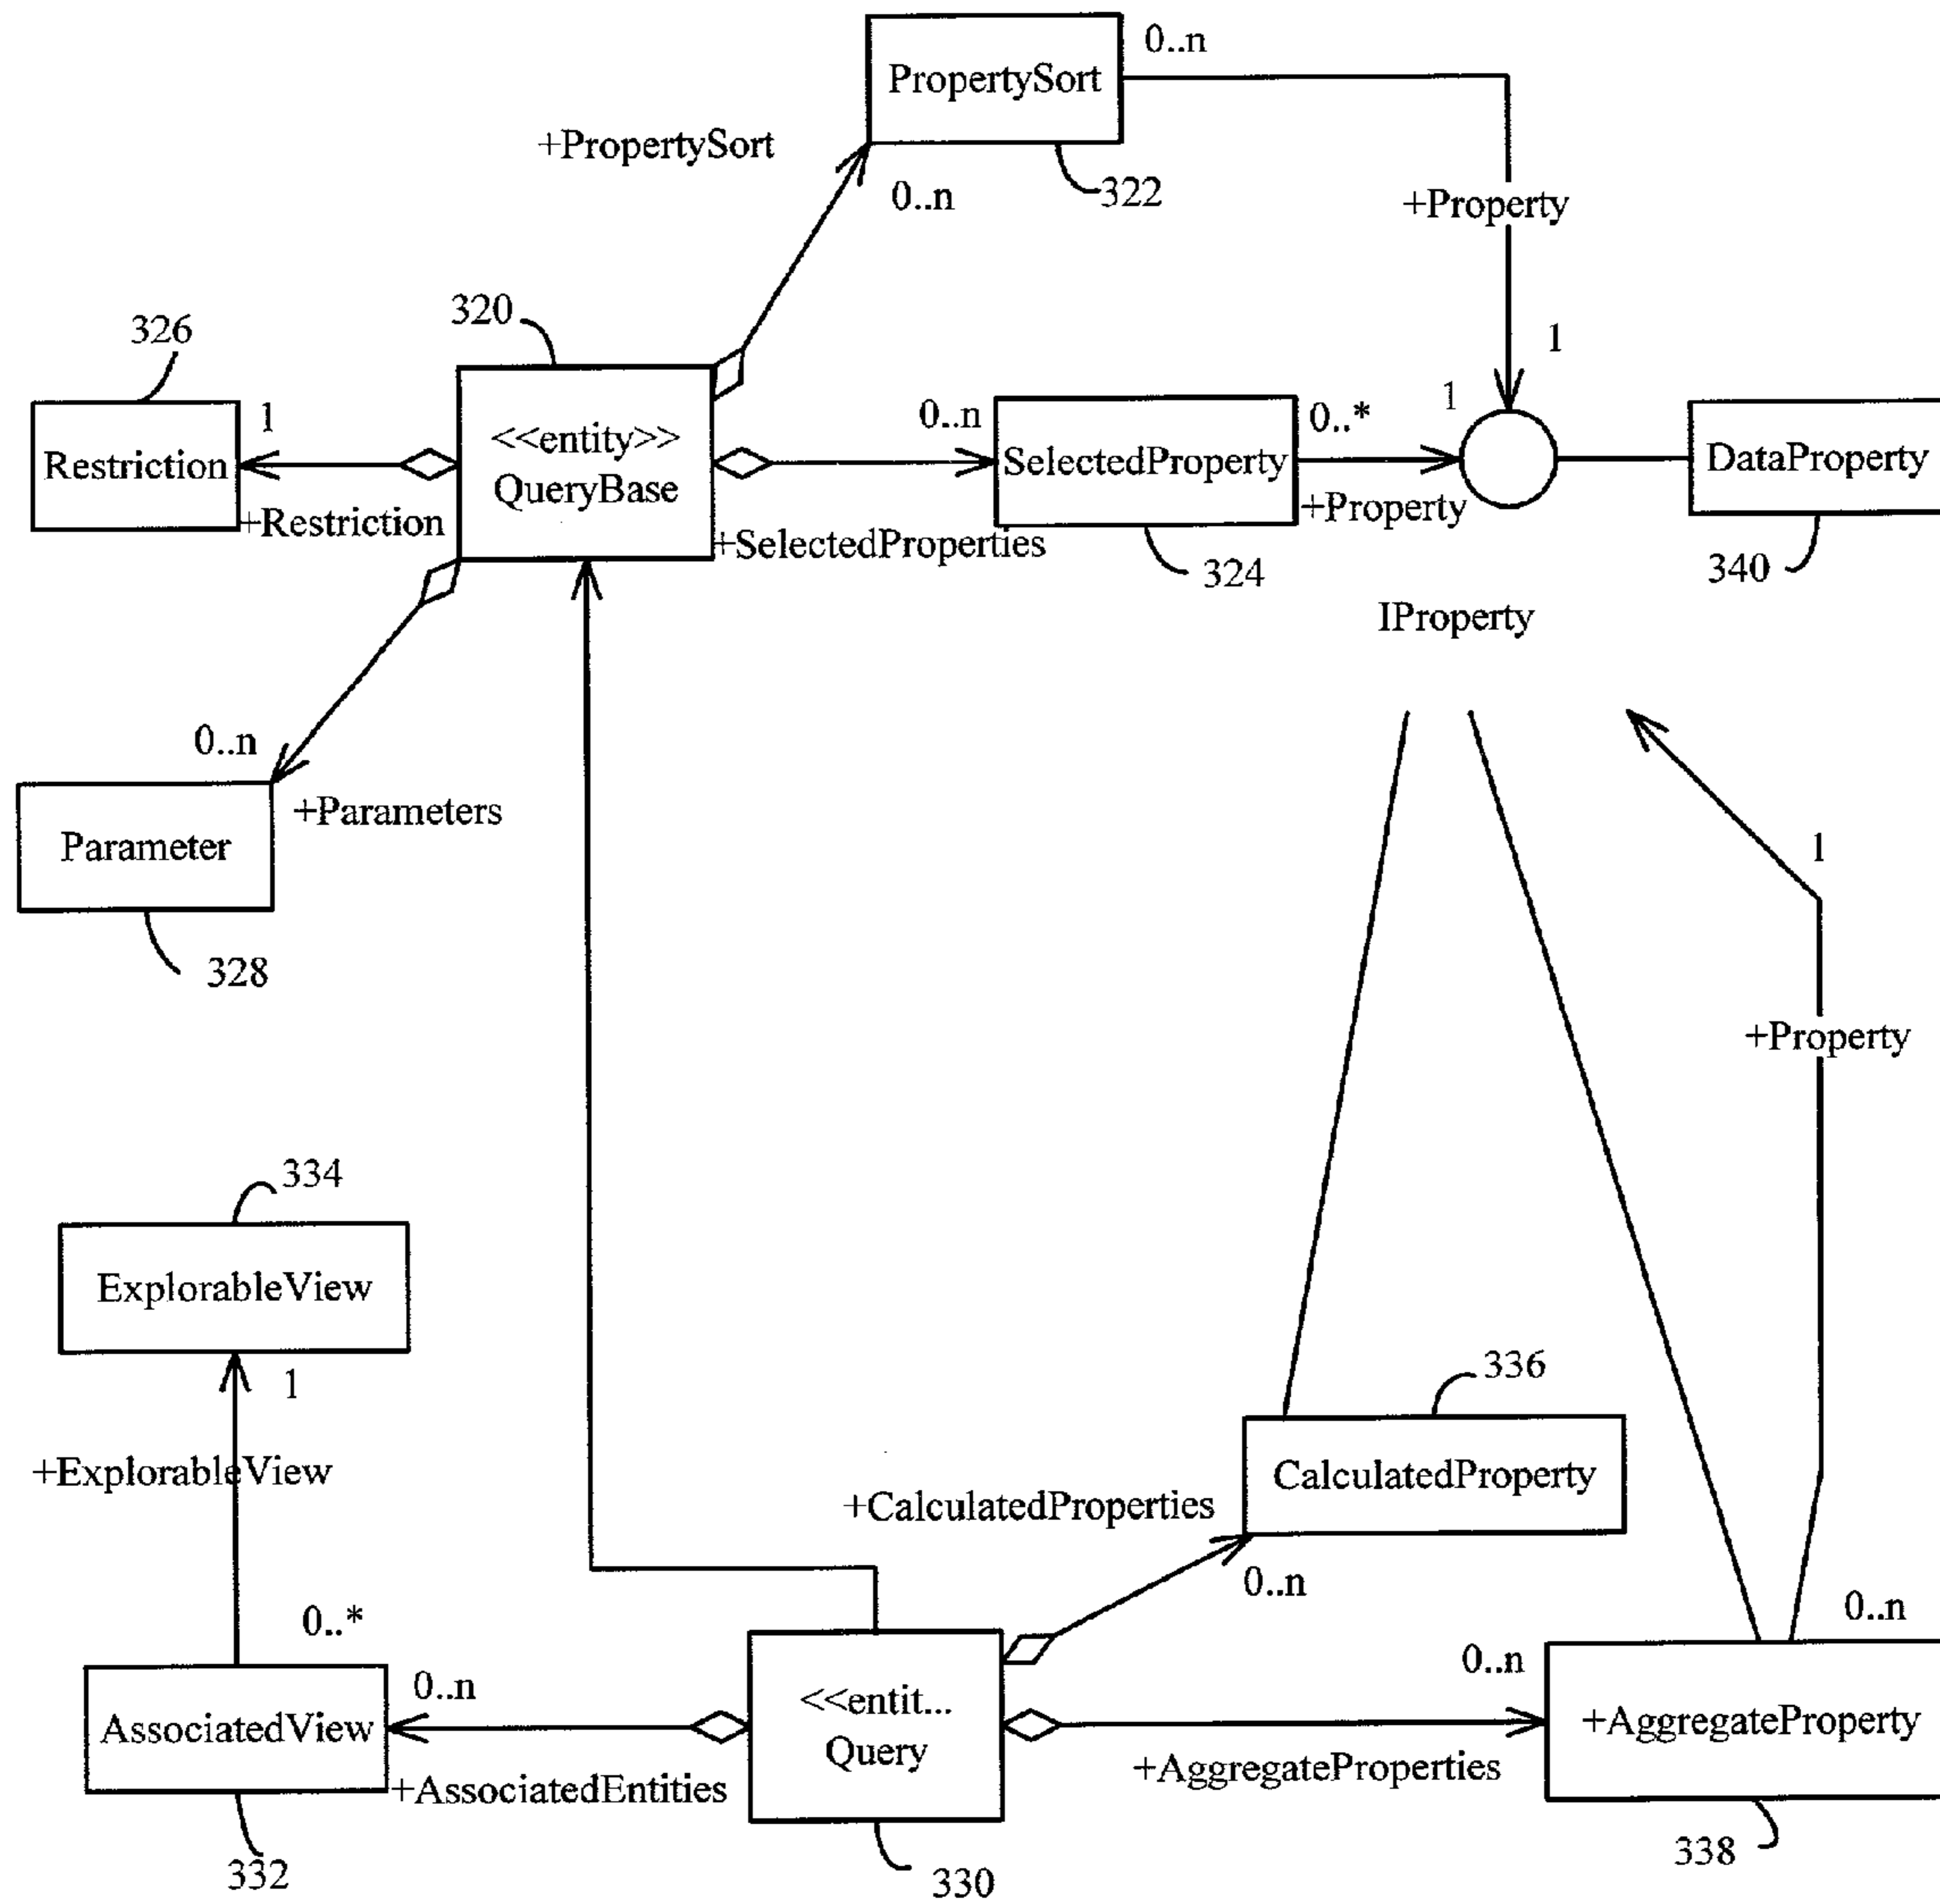 0..n
PropertySort
+PropertySort
322
0..n
+Property
320
326
1
1
<<entity>>
QueryBase
Restriction
1
+Restriction
0..n
SelectedProperty
0..*
+Property
DataProperty
+SelectedProperties
324
340
IProperty
0..n
+Parameters
Parameter
328
1
+Property
334
ExplorableView
1
+ExplorableView
336
CalculatedProperty
+CalculatedProperties
0..n
0..*
0..n
0..n
0..n
AssociatedView
<<entit...
Query
+AggregateProperty
+AssociatedEntities
+AggregateProperties
332
330
338